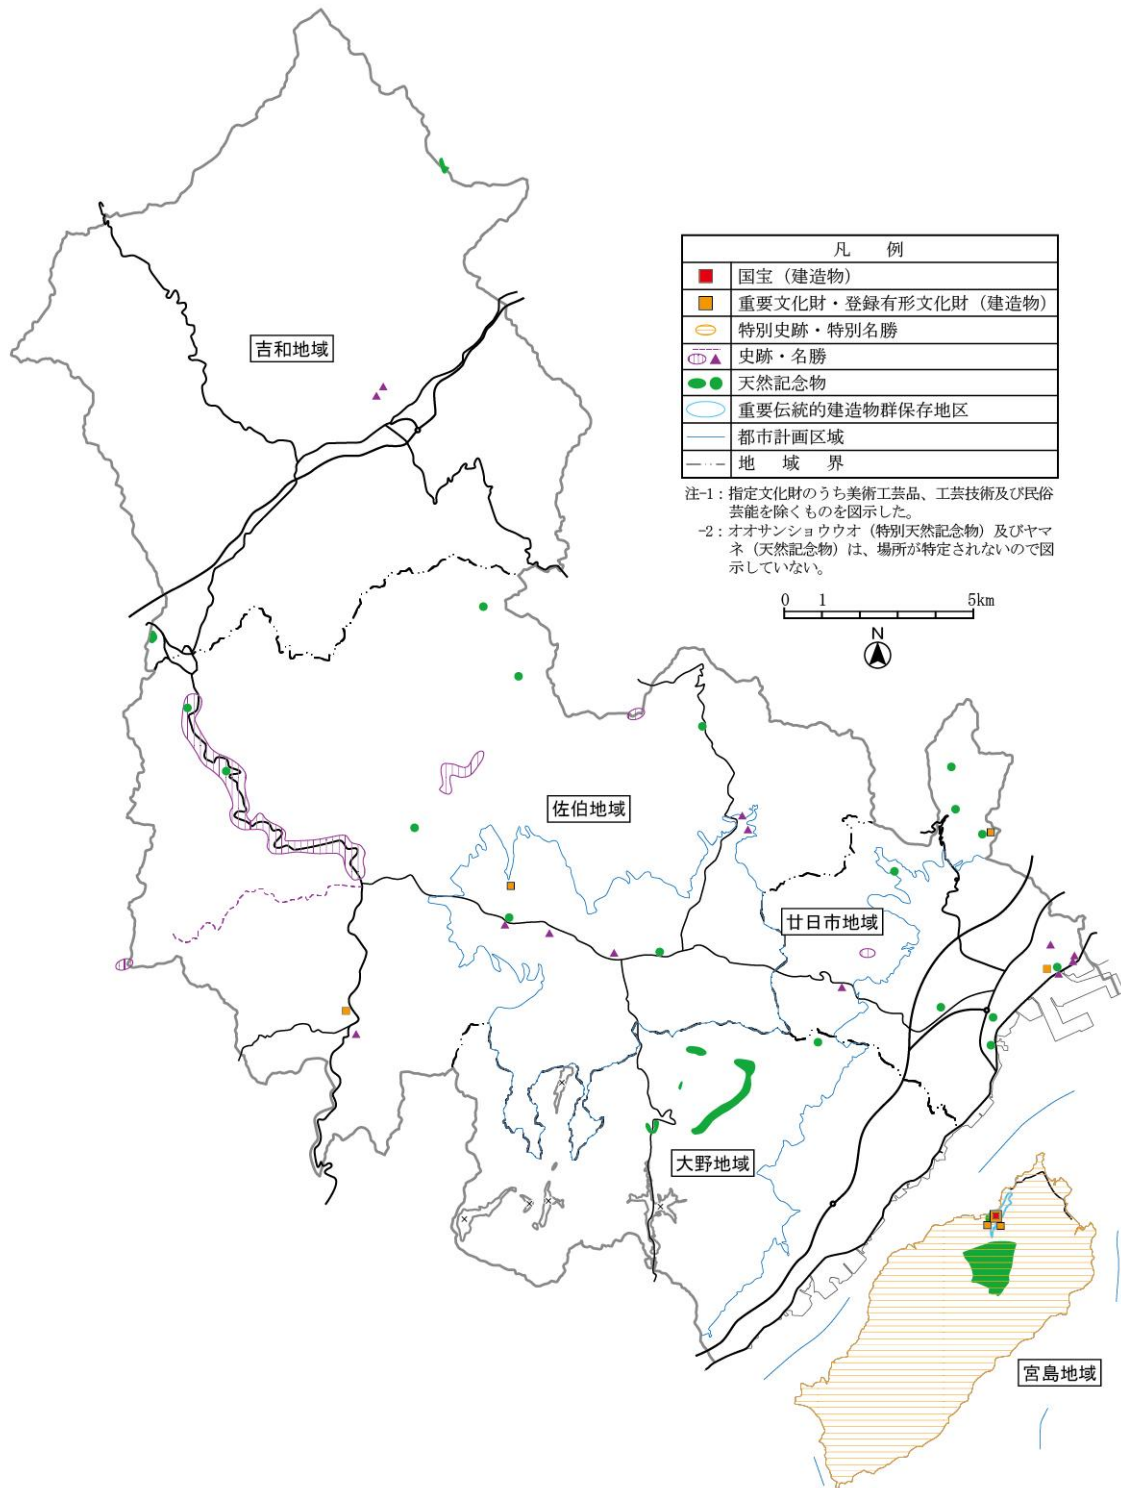 吉和地域
凡 例
国宝（建造物）
重要文化財・登録有形文化財（建造物）
特別史跡・特別名勝
史跡・名勝
天然記念物
重要伝統的建造物群保存地区
都市計画区域
地 域 界
注-1：指定文化財のうち美術工芸品、工芸技術及び民俗
芸能を除くものを図示した。
-2：オオサンショウウオ（特別天然記念物）及びヤマ
ネ（天然記念物）は、場所が特定されないので図
示していない。
0 1 5km
N
佐伯地域
廿日市地域
大野地域
宮島地域